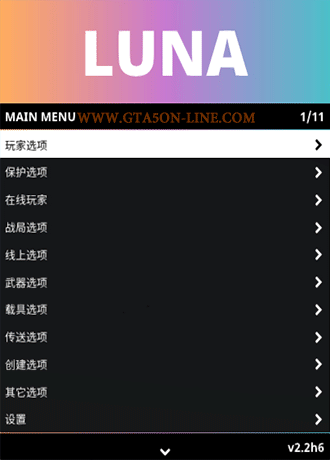 LUNA
MAIN MENU WWW.GTA5ON-LINE.COM 1/11
玩家选项
保护选项
在线玩家
战局选项
线上选项
武器选项
载具选项
传送选项
创建选项
其它选项
设置
v2.2h6